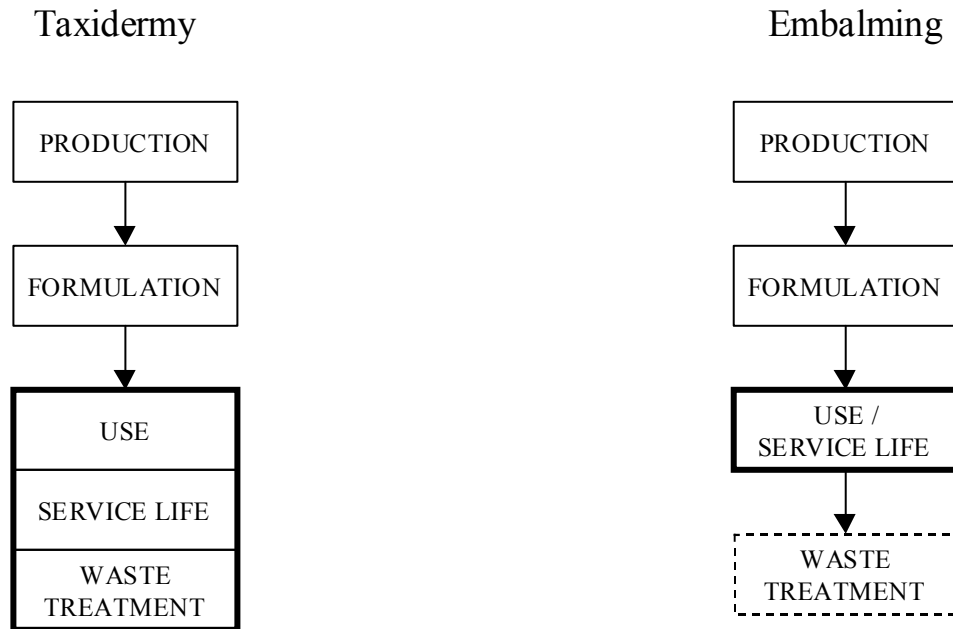 Taxidermy
PRODUCTION
FORMULATION
USE
SERVICE LIFE
WASTE
TREATMENT
Embalming
PRODUCTION
FORMULATION
USE /
SERVICE LIFE
WASTE
TREATMENT